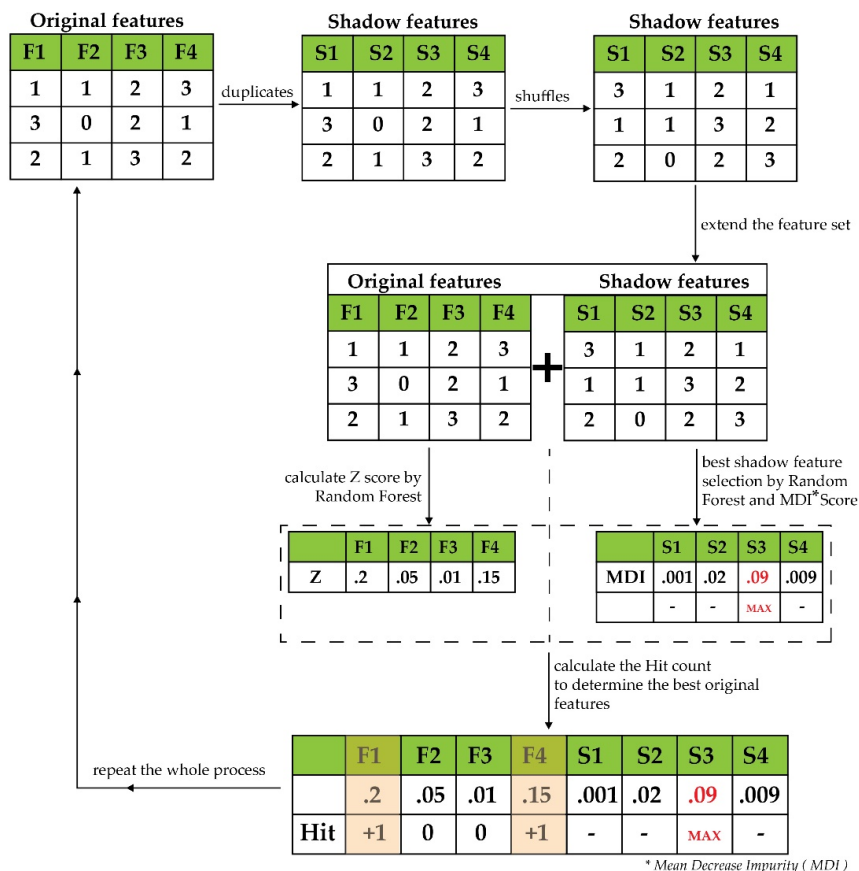 Original features
F1 F2 F3 F4
1 1 2 3
3 0 2 1
2 1 3 2
duplicates
Shadow features
S1 S2 S3 S4
1 1 2 3
3 0 2 1
2 1 3 2
shuffles
Shadow features
S1 S2 S3 S4
3 1 2 1
1 1 3 2
2 0 2 3
extend the feature set
Original features
F1 F2 F3 F4
1 1 2 3
3 0 2 1
2 1 3 2
+
Shadow features
S1 S2 S3 S4
3 1 2 1
1 1 3 2
2 0 2 3
calculate Z score by
Random Forest
best shadow feature
selection by Random
Forest and MDI*Score
F1 F2 F3 F4
Z .2 .05 .01 .15
S1 S2 S3 S4
MDI .001 .02 .09 .009
- - MAX -
calculate the Hit count
to determine the best original
features
repeat the whole process
F1 F2 F3 F4 S1 S2 S3 S4
.2 .05 .01 .15 .001 .02 .09 .009
Hit +1 0 0 +1 - - MAX -
* Mean Decrease Impurity ( MDI )